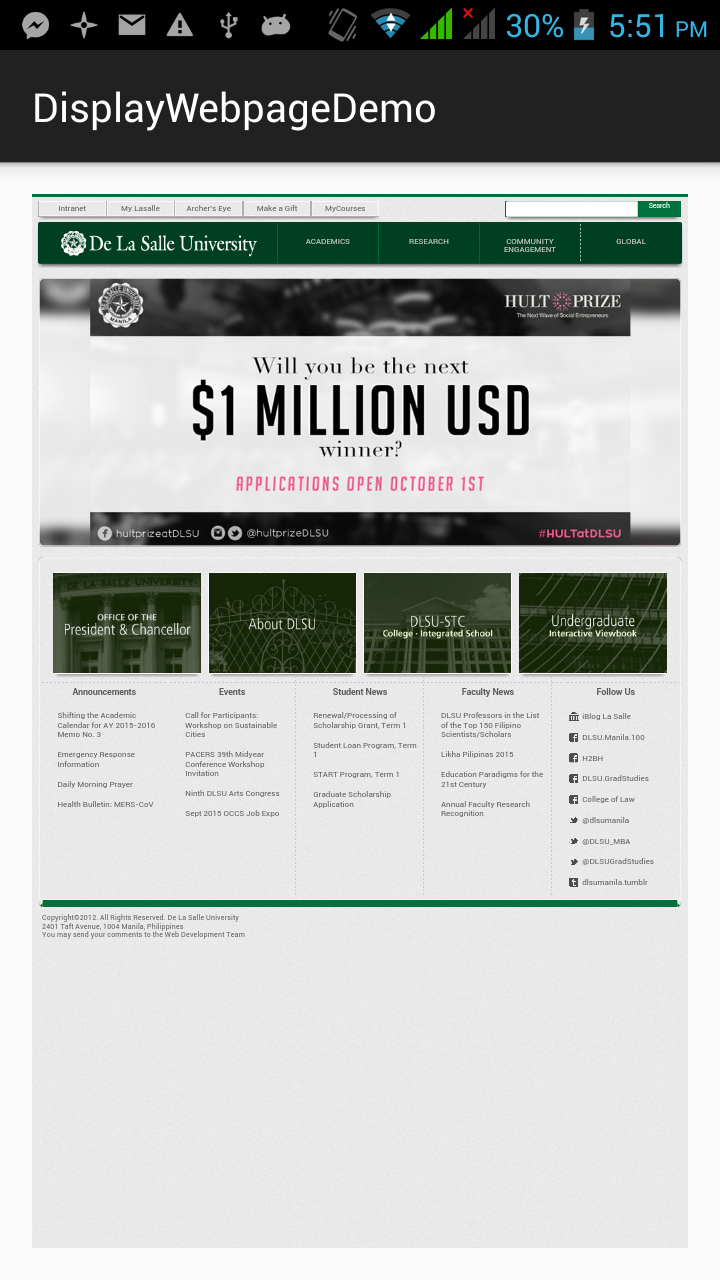 30% 5:51 PM
DisplayWebpageDemo
Intranet
My.Lasalle
Archer's Eye
Make a Gift
MyCourses
Search
De La Salle University
ACADEMICS
RESEARCH
COMMUNITY
ENGAGEMENT
GLOBAL
HULT PRIZE
The Next Wave of Social Entrepreneurs
Will you be the next
$1 MILLION USD
winner?
APPLICATIONS OPEN OCTOBER 1ST
hultprizeatDLSU
@hultprizeDLSU
#HULTatDLSU
DE LA SALLE UNIVERSITY
OFFICE OF THE
President & Chancellor
About DLSU
DLSU-STC
College · Integrated School
Undergraduate
Interactive Viewbook
Announcements
Shifting the Academic
Calendar for AY 2015-2016
Memo No. 3
Emergency Response
Information
Daily Morning Prayer
Health Bulletin: MERS-CoV
Events
Call for Participants:
Workshop on Sustainable
Cities
PACERS 39th Midyear
Conference Workshop
Invitation
Ninth DLSU Arts Congress
Sept 2015 OCCS Job Expo
Student News
Renewal/Processing of
Scholarship Grant, Term 1
Student Loan Program, Term
1
START Program, Term 1
Graduate Scholarship
Application
Faculty News
DLSU Professors in the List
of the Top 150 Filipino
Scientists/Scholars
Likha Pilipinas 2015
Education Paradigms for the
21st Century
Annual Faculty Research
Recognition
Follow Us
iBlog La Salle
DLSU.Manila.100
H2BH
DLSU.GradStudies
College of Law
@dlsumanila
@DLSU_MBA
@DLSUGradStudies
dlsumanila.tumblr
Copyright©2012. All Rights Reserved. De La Salle University
2401 Taft Avenue, 1004 Manila, Philippines
You may send your comments to the Web Development Team